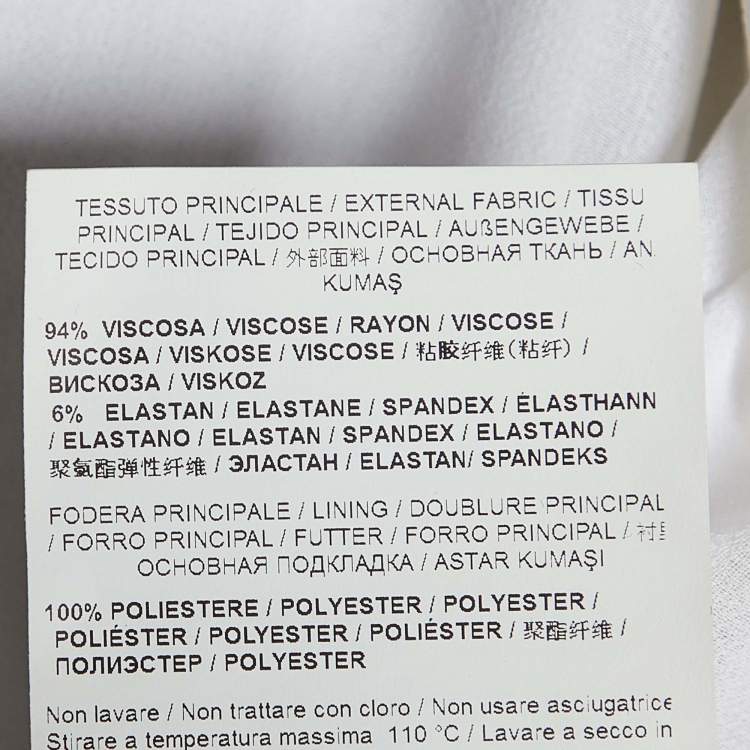 TESSUTO PRINCIPALE / EXTERNAL FABRIC / TISSU
PRINCIPAL / TEJIDO PRINCIPAL / AUßENGEWEBE /
TECIDO PRINCIPAL / 外部面料 / ОСНОВНАЯ ТКАНЬ / AN
KUMAŞ
94% VISCOSA / VISCOSE / RAYON / VISCOSE /
VISCOSA / VISKOSE / VISCOSE / 粘胶纤维(粘纤) /
ВИСКОЗА / VISKOZ
6% ELASTAN / ELASTANE / SPANDEX / ÉLASTHANN
/ ELASTANO / ELASTAN / SPANDEX / ELASTANO /
聚氨酯弹性纤维 / ЭЛАСТАН / ELASTAN/ SPANDEKS
FODERA PRINCIPALE / LINING / DOUBLURE PRINCIPAL
/ FORRO PRINCIPAL / FUTTER / FORRO PRINCIPAL / 衬
ОСНОВНАЯ ПОДКЛАДКА / ASTAR KUMAŞI
100% POLIESTERE / POLYESTER / POLYESTER /
POLIÉSTER / POLYESTER / POLIÉSTER / 聚酯纤维 /
ПОЛИЭСТЕР / POLYESTER
Non lavare / Non trattare con cloro / Non usare asciugatrice
Stirare a temperatura massima 110 °C / Lavare a secco in